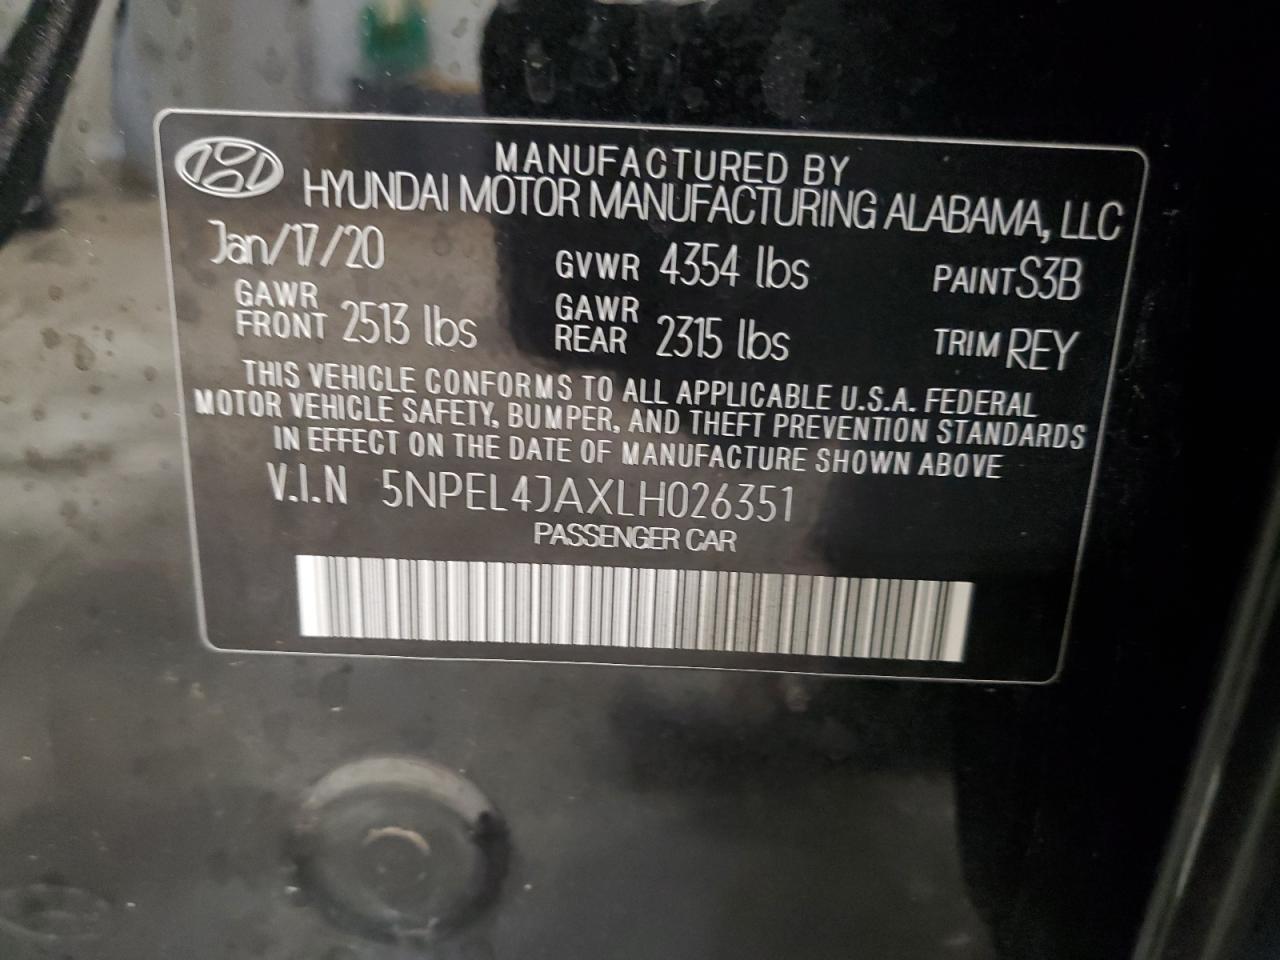 MANUFACTURED BY
HYUNDAI MOTOR MANUFACTURING ALABAMA, LLC
Jan/17/20 GVWR 4354 lbs PAINT S3B
GAWR FRONT 2513 lbs GAWR REAR 2315 lbs TRIM REY
THIS VEHICLE CONFORMS TO ALL APPLICABLE U.S.A. FEDERAL
MOTOR VEHICLE SAFETY, BUMPER, AND THEFT PREVENTION STANDARDS
IN EFFECT ON THE DATE OF MANUFACTURE SHOWN ABOVE
V.I.N 5NPEL4JAXLH026351
PASSENGER CAR